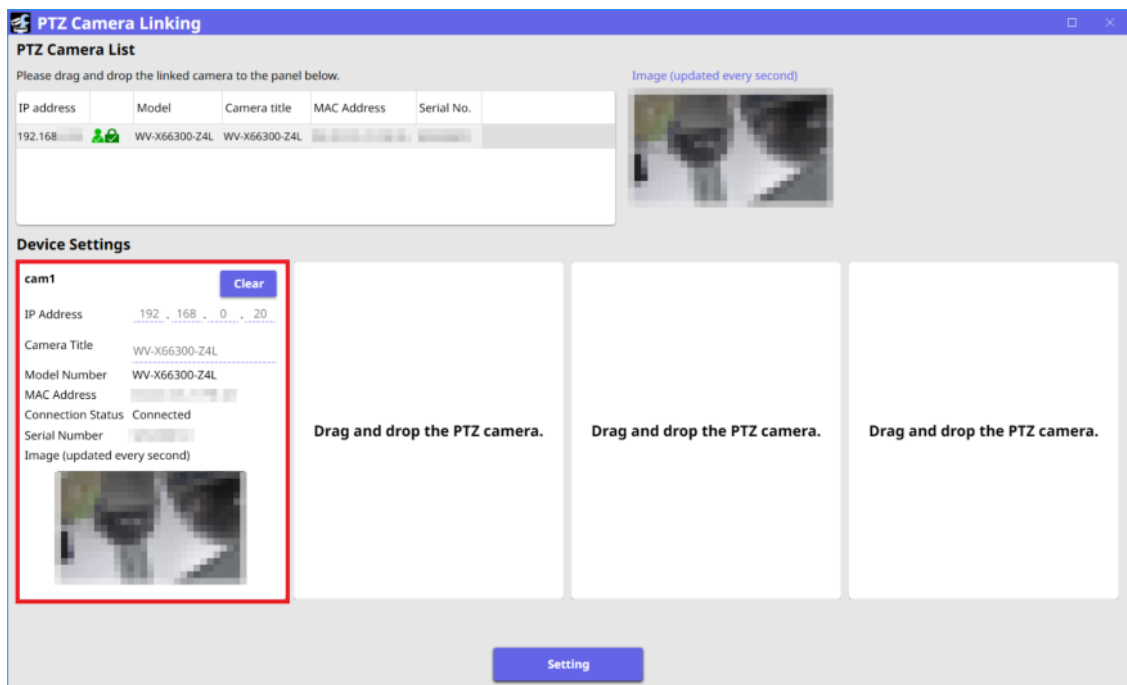 PTZ Camera Linking
PTZ Camera List
Please drag and drop the linked camera to the panel below.
Image (updated every second)
IP address Model Camera title MAC Address Serial No.
192.168 WV-X66300-Z4L WV-X66300-Z4L
Device Settings
cam1 Clear
IP Address 192 . 168 . 0 . 20
Camera Title WV-X66300-Z4L
Model Number WV-X66300-Z4L
MAC Address
Connection Status Connected
Serial Number
Image (updated every second)
Drag and drop the PTZ camera. Drag and drop the PTZ camera. Drag and drop the PTZ camera.
Setting